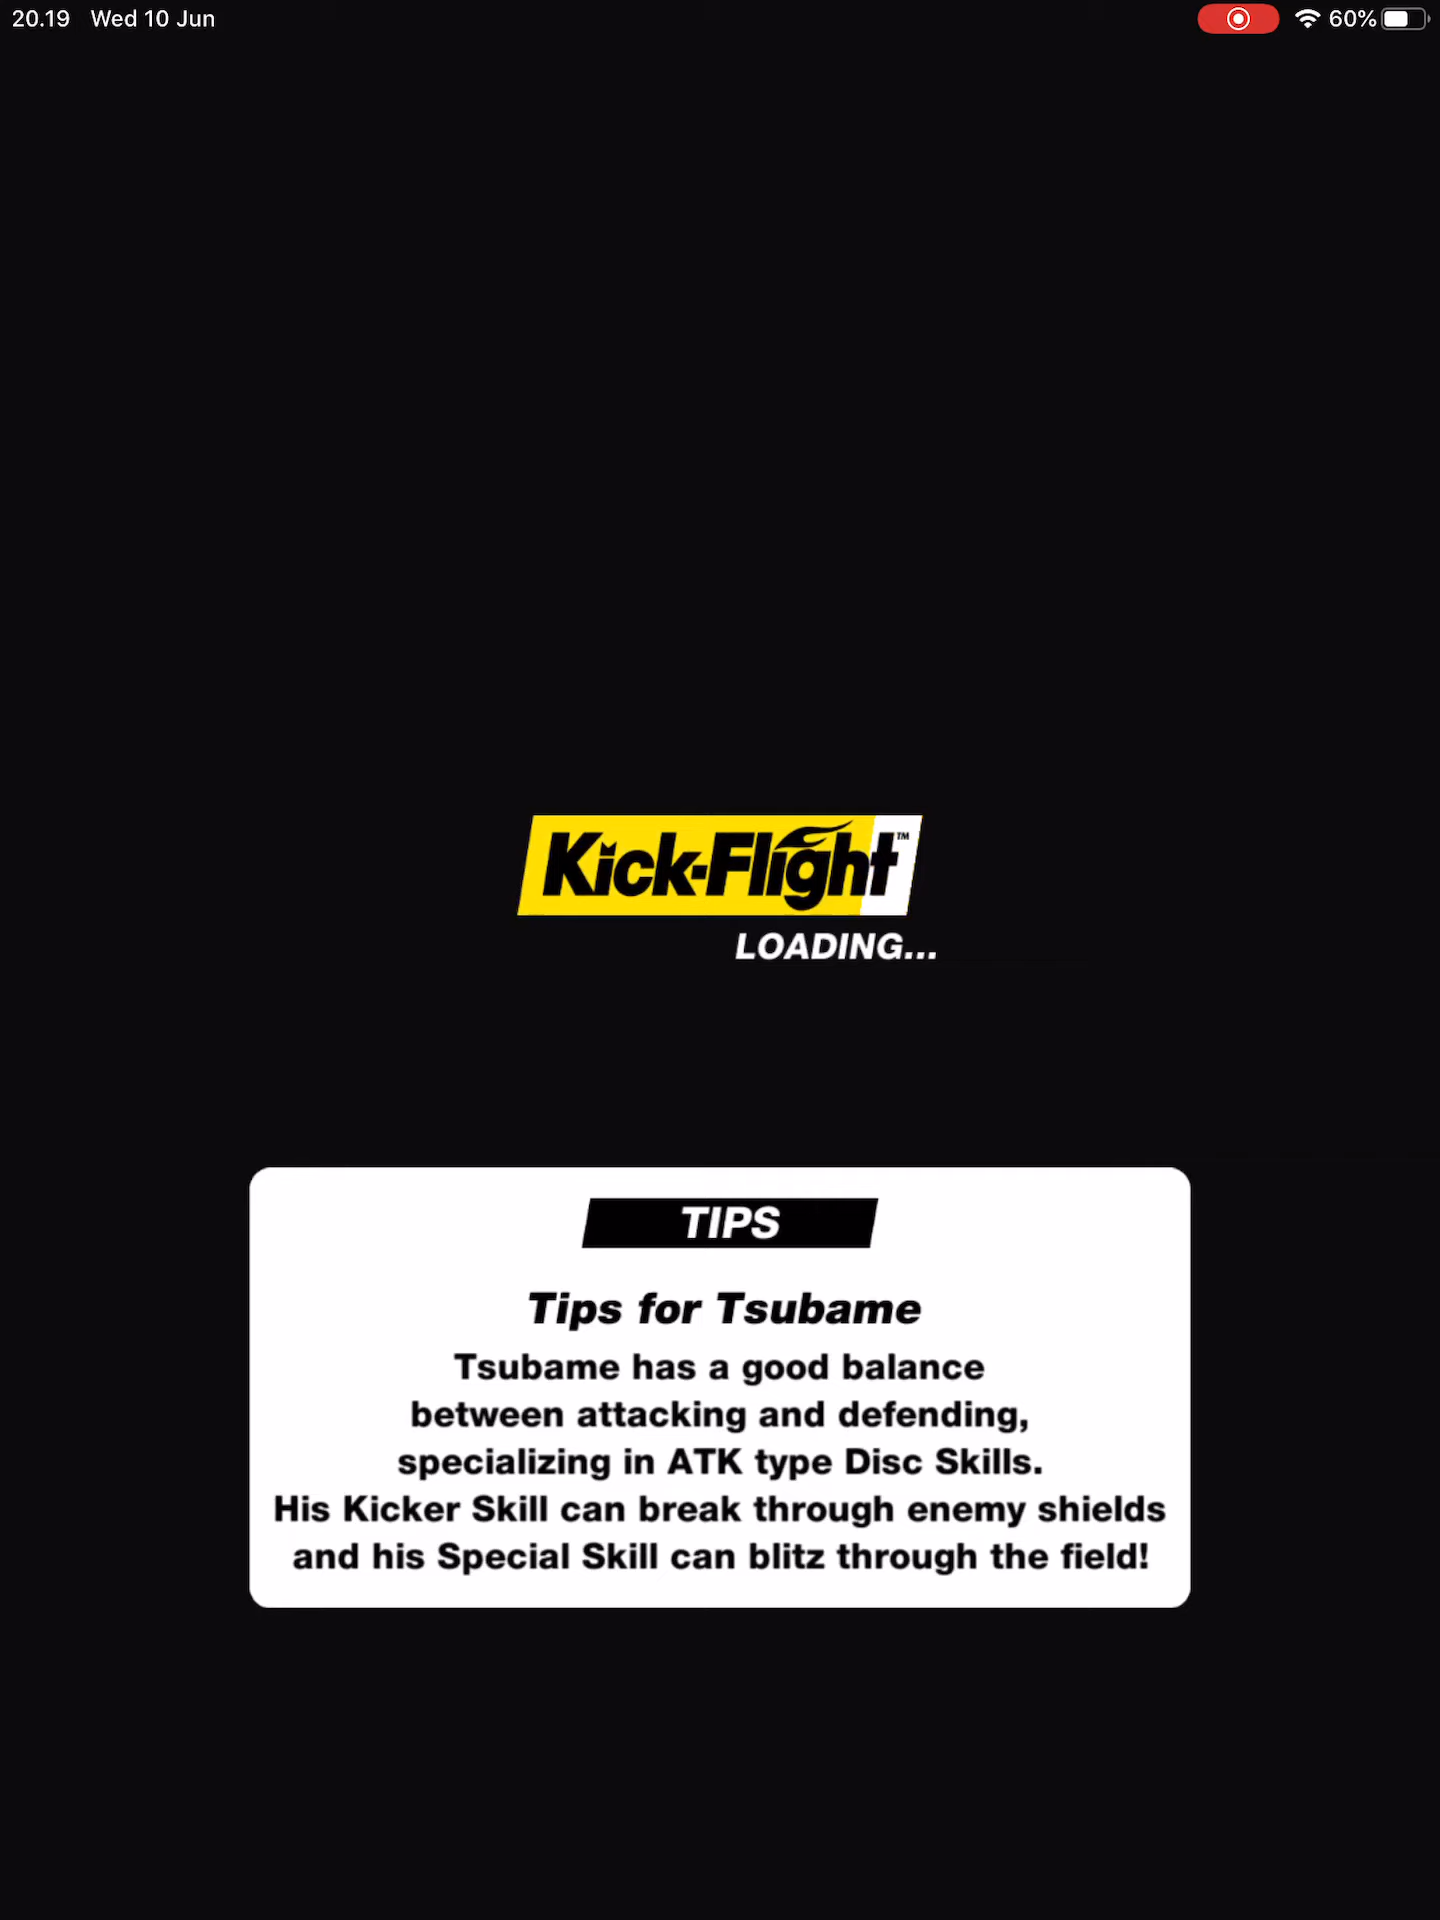 20.19 Wed 10 Jun
60%
Kick-Flight™
LOADING...
TIPS
Tips for Tsubame
Tsubame has a good balance
between attacking and defending,
specializing in ATK type Disc Skills.
His Kicker Skill can break through enemy shields
and his Special Skill can blitz through the field!